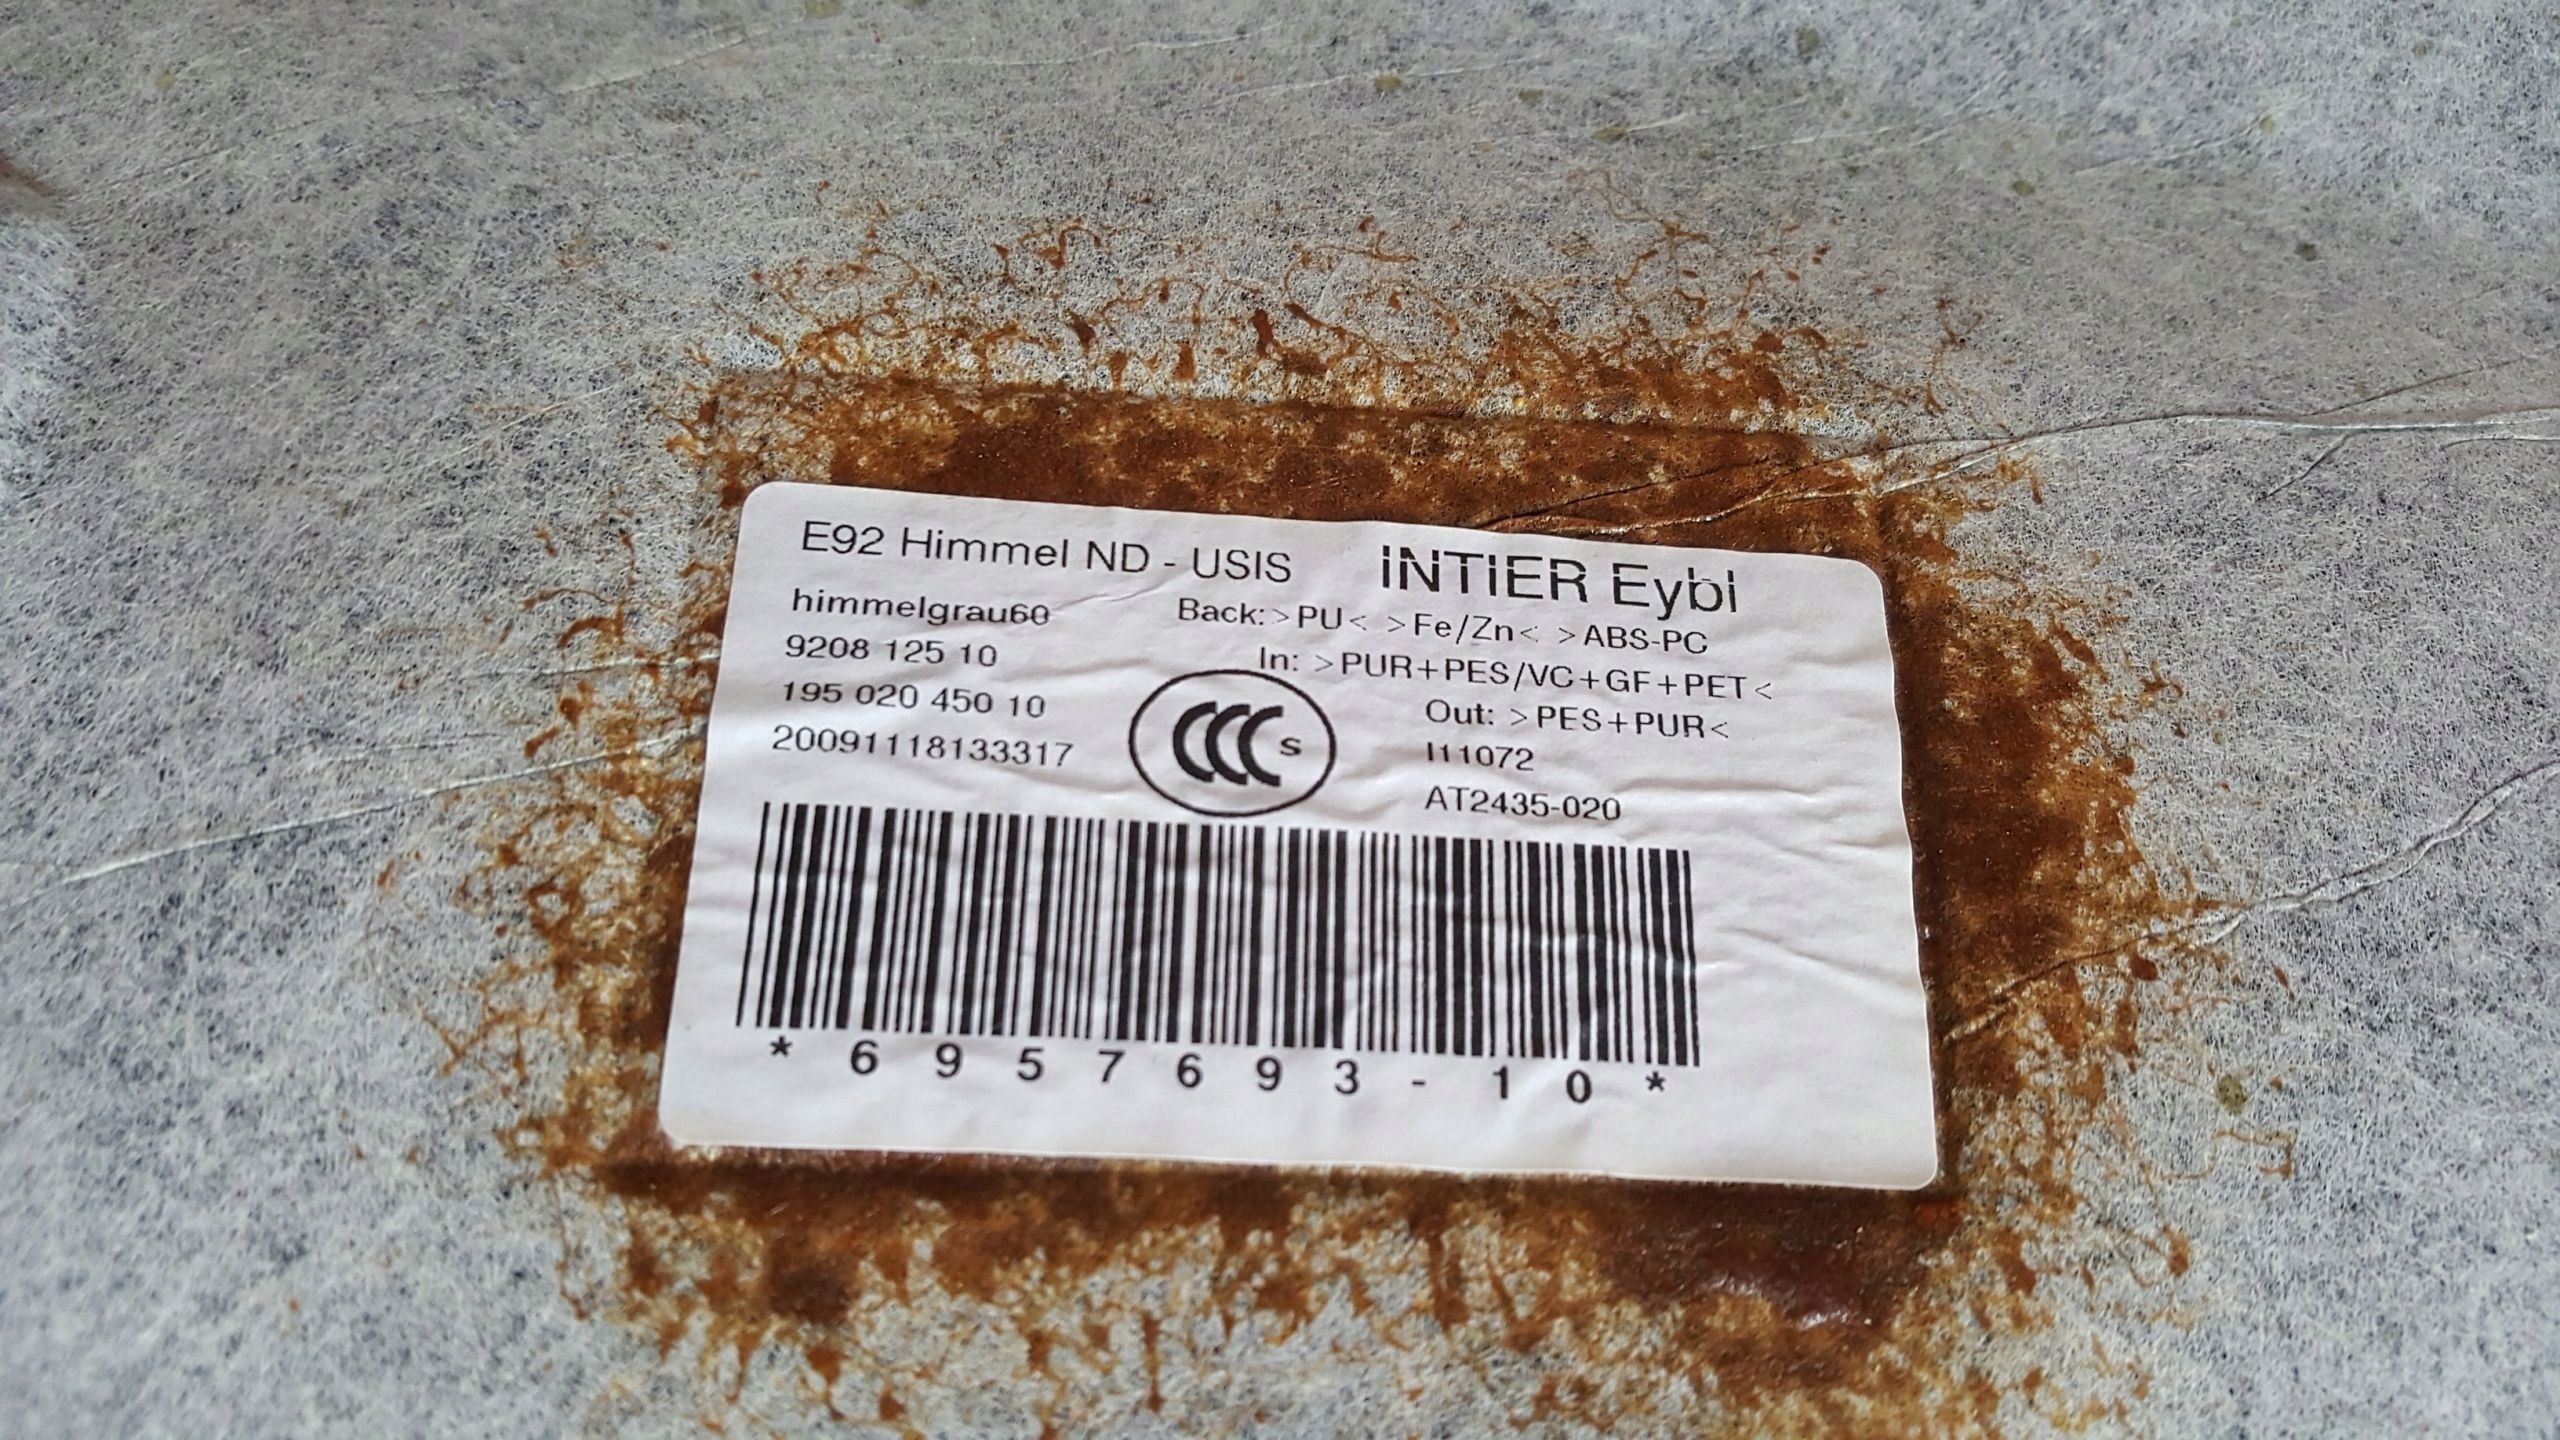 E92 Himmel ND - USIS
iNTiER Eybl
himmelgrau60
Back: >PU< >Fe/Zn< >ABS-PC
9208 125 10
In: >PUR+PES/VC+GF+PET<
195 020 450 10
Out: >PES+PUR<
20091118133317
CCC S
I11072
AT2435-020
*6957693-10*